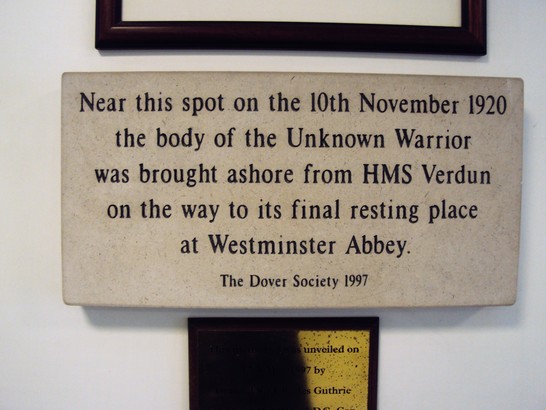 Near this spot on the 10th November 1920
the body of the Unknown Warrior
was brought ashore from HMS Verdun
on the way to its final resting place
at Westminster Abbey.
The Dover Society 1997
unveiled on
97 by
Guthrie